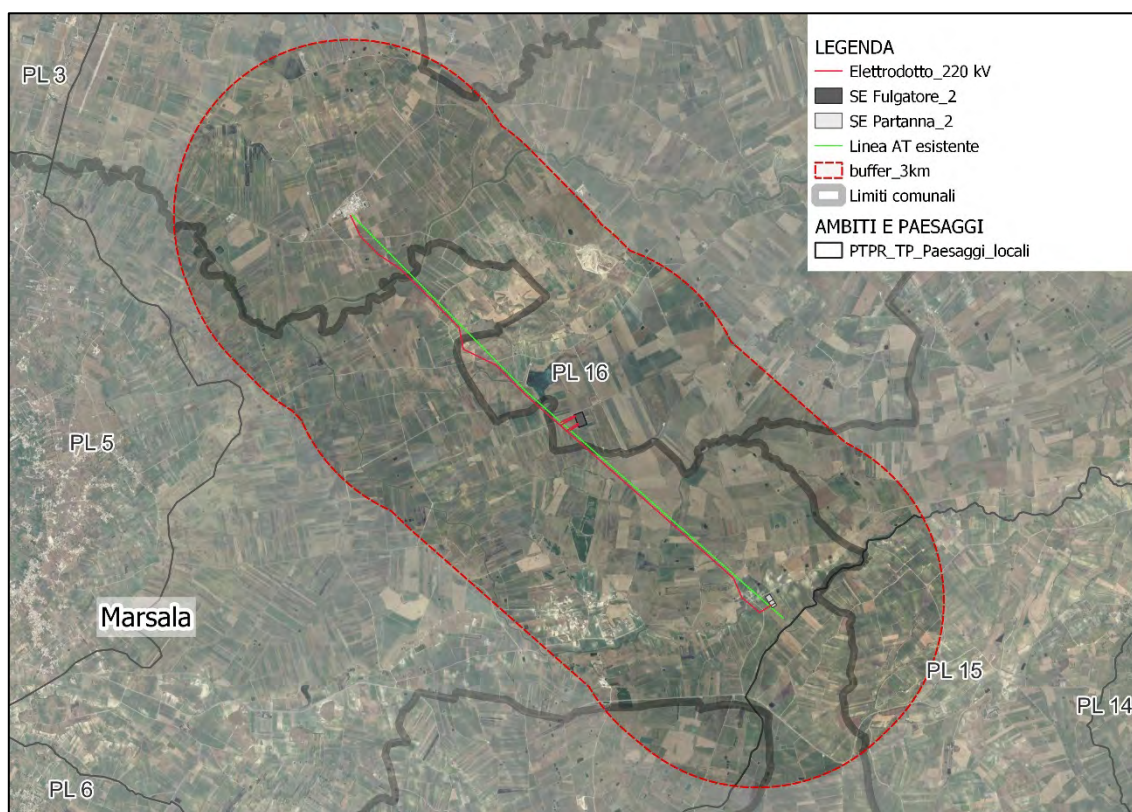 PL 3
LEGENDA
Elettrodotto_220 kV
SE Fulgatore_2
SE Partanna_2
Linea AT esistente
buffer_3km
Limiti comunali
AMBITI E PAESAGGI
PTPR_TP_Paesaggi_locali
PL 16
PL 5
Marsala
PL 15
PL 14
PL 6